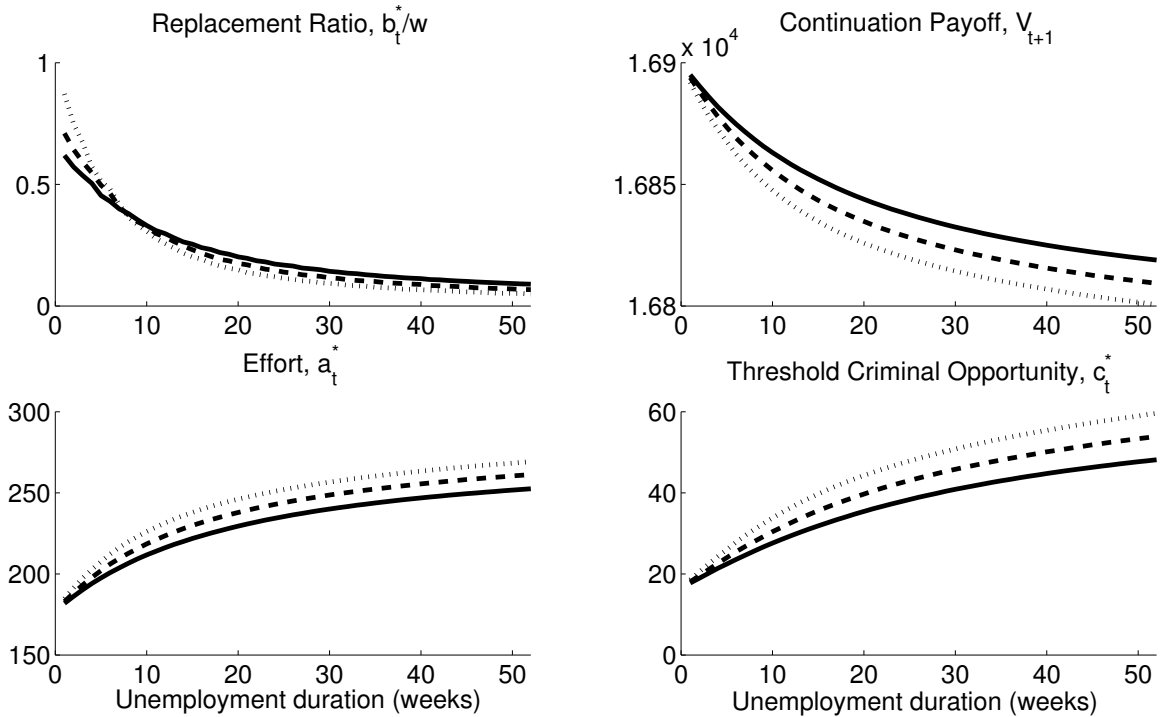 Replacement Ratio, b*t/w
1
0.5
0
0 10 20 30 40 50
Continuation Payoff, Vt+1
x 10^4
1.69
1.685
1.68
0 10 20 30 40 50
Effort, a*t
300
250
200
150
0 10 20 30 40 50
Unemployment duration (weeks)
Threshold Criminal Opportunity, c*t
60
40
20
0
0 10 20 30 40 50
Unemployment duration (weeks)